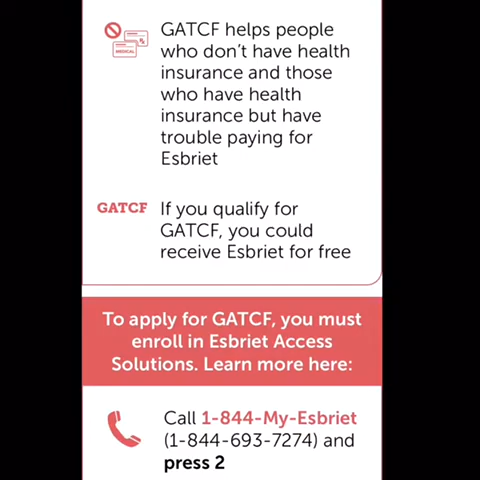 GATCF helps people
who don't have health
insurance and those
who have health
insurance but have
trouble paying for
Esbriet
GATCF
If you qualify for
GATCF, you could
receive Esbriet for free
To apply for GATCF, you must
enroll in Esbriet Access
Solutions. Learn more here:
Call 1-844-My-Esbriet
(1-844-693-7274) and
press 2